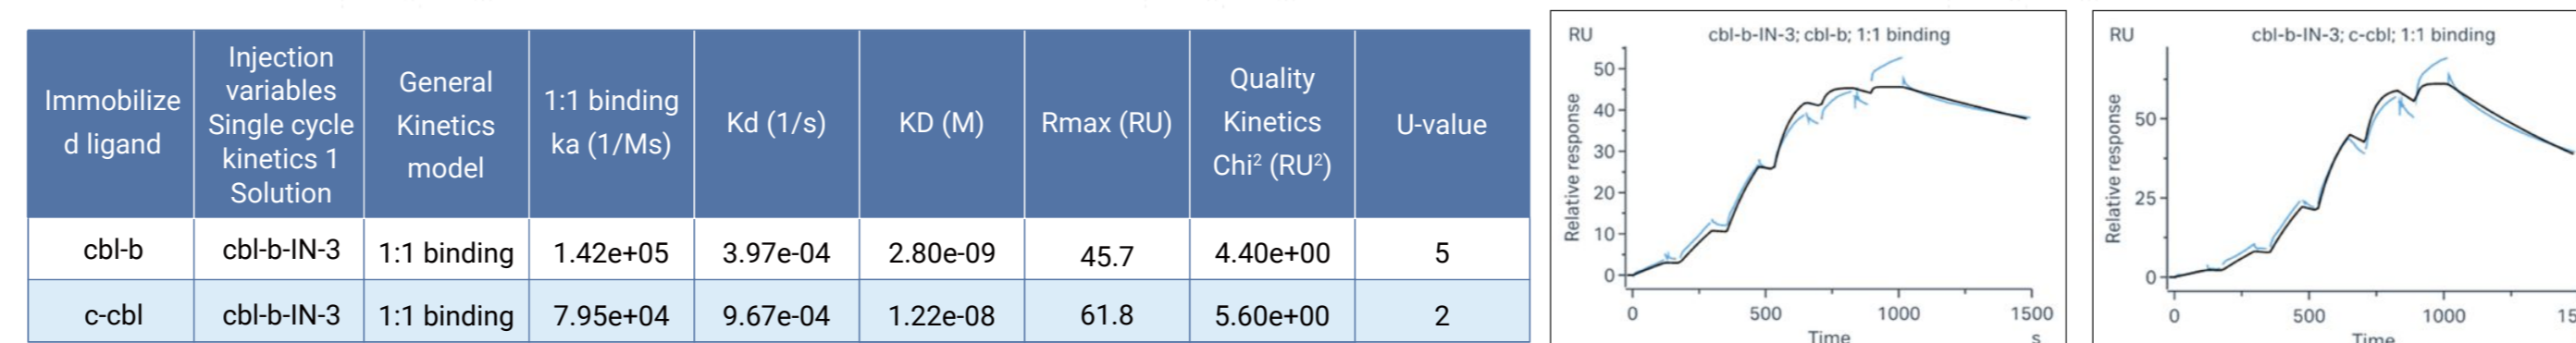 Immobilize
d ligand
Injection
variables
Single cycle
kinetics 1
Solution
General
Kinetics
model
1:1 binding
ka (1/Ms)
Kd (1/s)
KD (M)
Rmax (RU)
Quality
Kinetics
Chi² (RU²)
U-value
cbl-b cbl-b-IN-3 1:1 binding 1.42e+05 3.97e-04 2.80e-09 45.7 4.40e+00 5
c-cbl cbl-b-IN-3 1:1 binding 7.95e+04 9.67e-04 1.22e-08 61.8 5.60e+00 2
RU
cbl-b-IN-3; cbl-b; 1:1 binding
Relative response
50
40
30
20
10
0
0 500 1000 1500
Time
s
RU
cbl-b-IN-3; c-cbl; 1:1 binding
Relative response
50
25
0
0 500 1000 15
Time